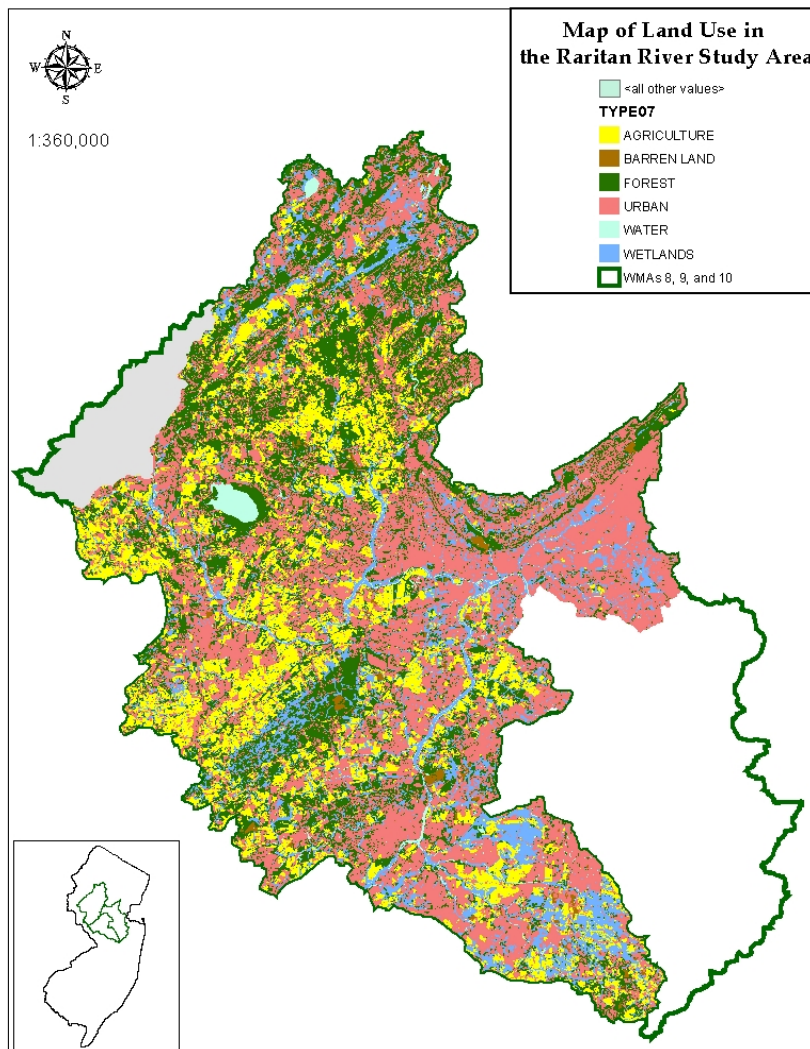 Map of Land Use in
the Raritan River Study Area
N
W E
S
1:360,000
<all other values>
TYPE07
AGRICULTURE
BARREN LAND
FOREST
URBAN
WATER
WETLANDS
WMAs 8, 9, and 10